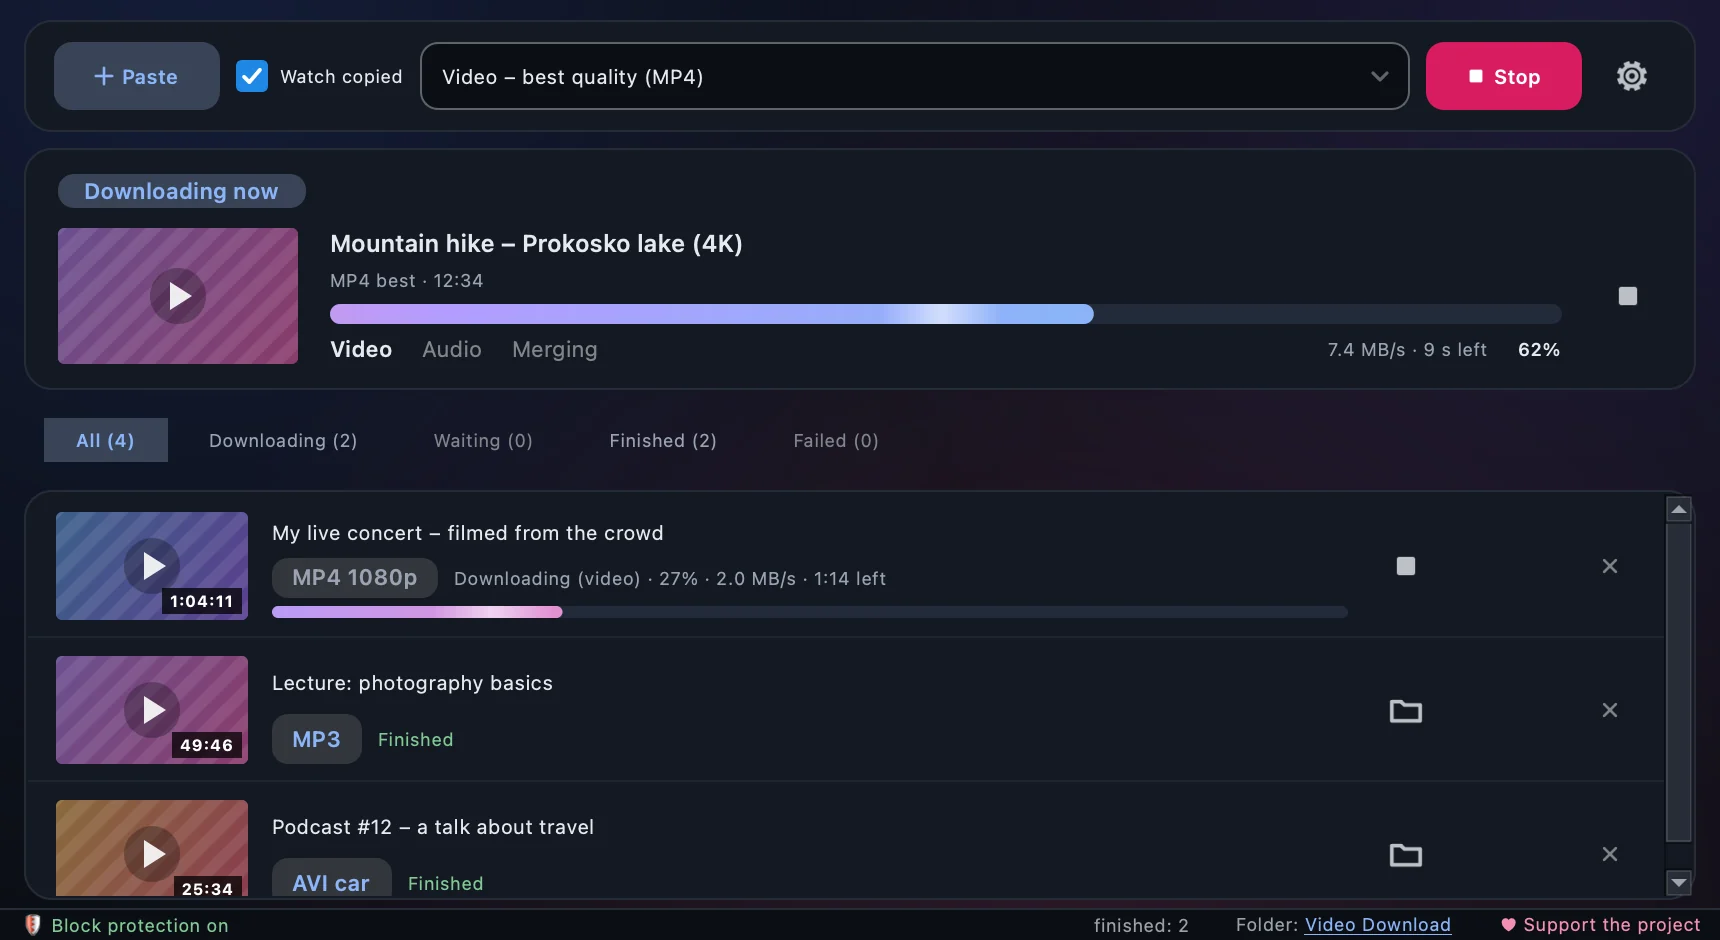 Paste
Watch copied
Video – best quality (MP4)
Stop
Downloading now
Mountain hike – Prokosko lake (4K)
MP4 best · 12:34
Video Audio Merging 7.4 MB/s · 9 s left 62%
All (4) Downloading (2) Waiting (0) Finished (2) Failed (0)
My live concert – filmed from the crowd
MP4 1080p Downloading (video) · 27% · 2.0 MB/s · 1:14 left
1:04:11
Lecture: photography basics
MP3 Finished
49:46
Podcast #12 – a talk about travel
AVI car Finished
25:34
Block protection on finished: 2 Folder: Video Download Support the project